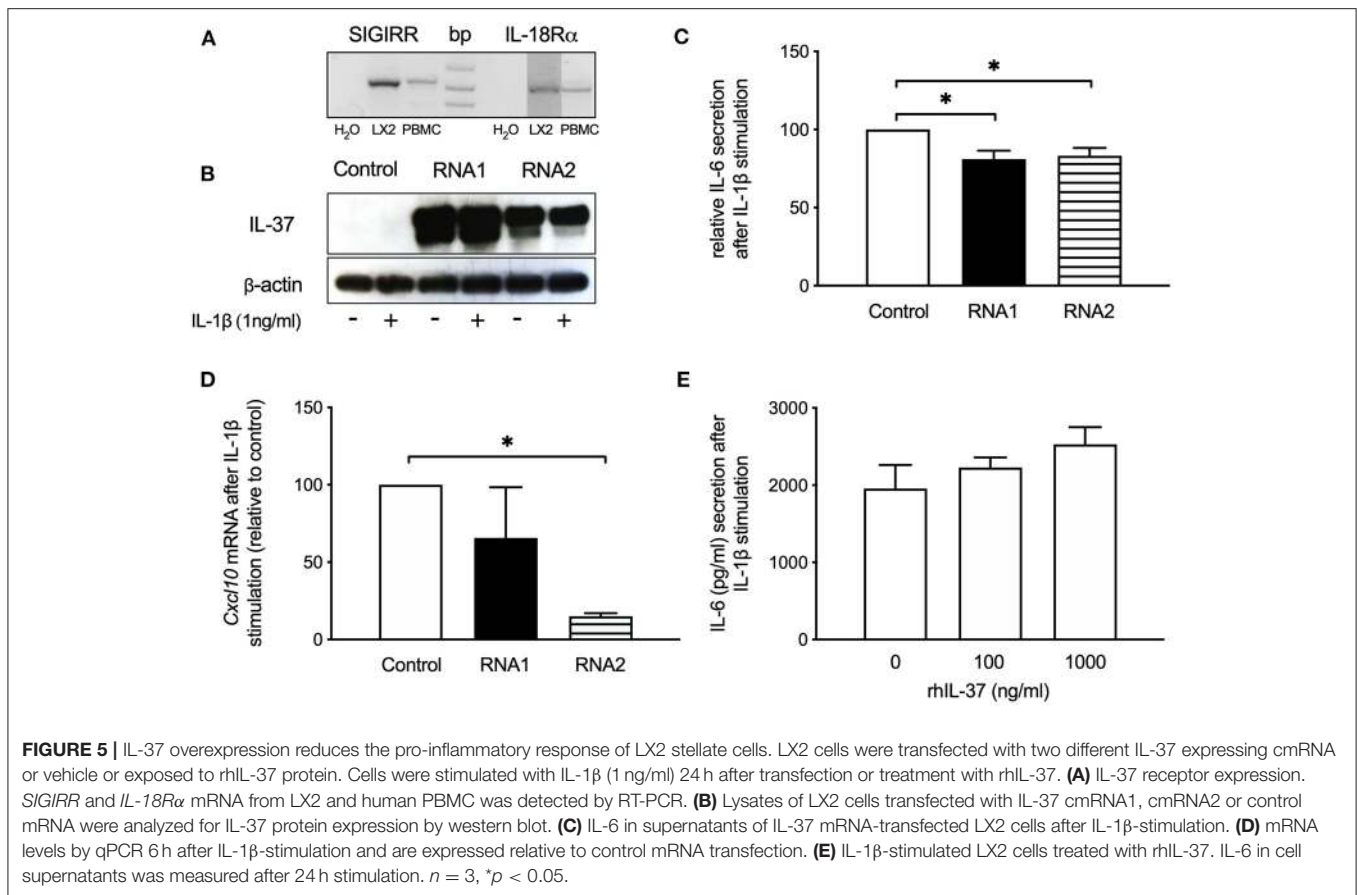 A
SIGIRR bp IL-18Rα
H₂O LX2 PBMC H₂O LX2 PBMC
B
Control RNA1 RNA2
IL-37
β-actin
IL-1β (1ng/ml) - + - + - +
C
relative IL-6 secretion
after IL-1β stimulation
150
100
50
0
*
*
Control RNA1 RNA2
D
Cxcl10 mRNA after IL-1β
stimulation (relative to control)
150
100
50
0
*
Control RNA1 RNA2
E
IL-6 (pg/ml) secretion after
IL-1β stimulation
3000
2000
1000
0
0 100 1000
rhIL-37 (ng/ml)
FIGURE 5 | IL-37 overexpression reduces the pro-inflammatory response of LX2 stellate cells. LX2 cells were transfected with two different IL-37 expressing cmRNA
or vehicle or exposed to rhIL-37 protein. Cells were stimulated with IL-1β (1 ng/ml) 24 h after transfection or treatment with rhIL-37. (A) IL-37 receptor expression.
SIGIRR and IL-18Rα mRNA from LX2 and human PBMC was detected by RT-PCR. (B) Lysates of LX2 cells transfected with IL-37 cmRNA1, cmRNA2 or control
mRNA were analyzed for IL-37 protein expression by western blot. (C) IL-6 in supernatants of IL-37 mRNA-transfected LX2 cells after IL-1β-stimulation. (D) mRNA
levels by qPCR 6 h after IL-1β-stimulation and are expressed relative to control mRNA transfection. (E) IL-1β-stimulated LX2 cells treated with rhIL-37. IL-6 in cell
supernatants was measured after 24 h stimulation. n = 3, *p < 0.05.